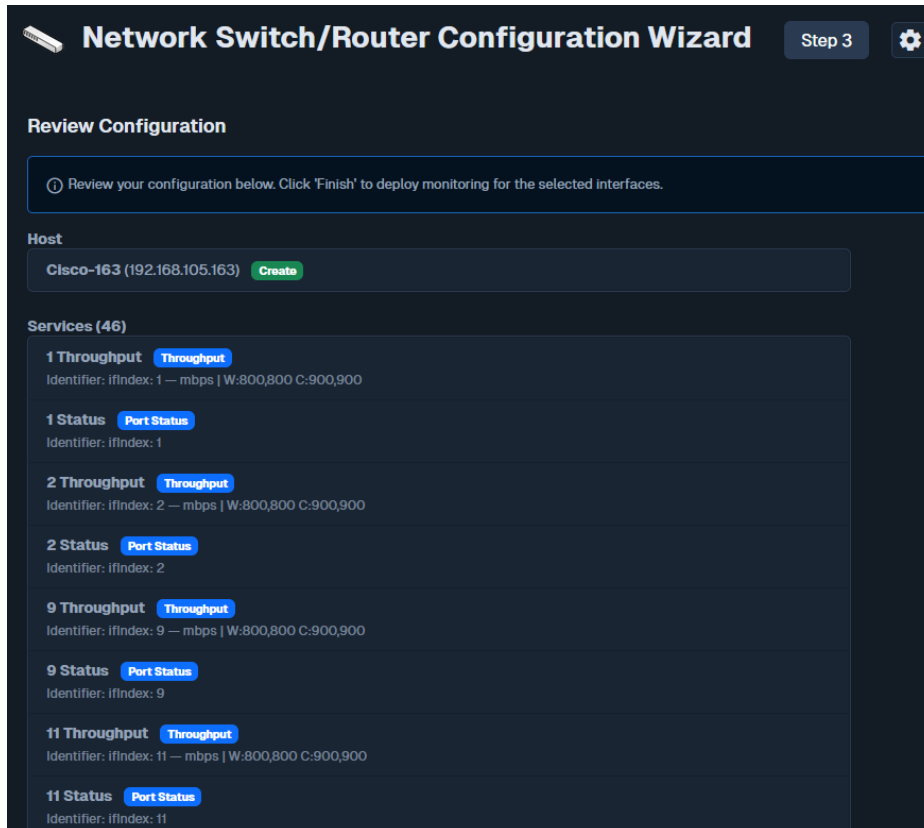 Network Switch/Router Configuration Wizard Step 3
Review Configuration
Review your configuration below. Click 'Finish' to deploy monitoring for the selected interfaces.
Host
Cisco-163 (192.168.105.163) Create
Services (46)
1 Throughput Throughput
Identifier: ifIndex: 1 — mbps | W:800,800 C:900,900
1 Status Port Status
Identifier: ifIndex: 1
2 Throughput Throughput
Identifier: ifIndex: 2 — mbps | W:800,800 C:900,900
2 Status Port Status
Identifier: ifIndex: 2
9 Throughput Throughput
Identifier: ifIndex: 9 — mbps | W:800,800 C:900,900
9 Status Port Status
Identifier: ifIndex: 9
11 Throughput Throughput
Identifier: ifIndex: 11 — mbps | W:800,800 C:900,900
11 Status Port Status
Identifier: ifIndex: 11